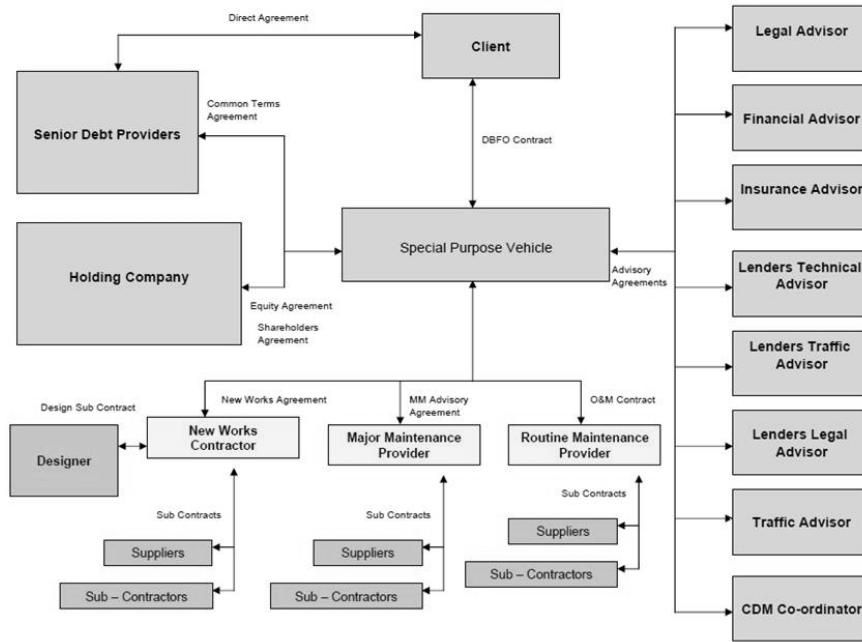 Direct Agreement
Client
Legal Advisor
Common Terms
Agreement
Senior Debt Providers
DBFO Contract
Financial Advisor
Insurance Advisor
Special Purpose Vehicle
Holding Company
Advisory
Agreements
Lenders Technical
Advisor
Equity Agreement
Shareholders
Agreement
Lenders Traffic
Advisor
Design Sub Contract
New Works Agreement
MM Advisory
Agreement
O&M Contract
Designer
New Works
Contractor
Major Maintenance
Provider
Routine Maintenance
Provider
Lenders Legal
Advisor
Sub Contracts
Sub Contracts
Sub Contracts
Suppliers
Suppliers
Suppliers
Traffic Advisor
Sub – Contractors
Sub – Contractors
Sub – Contractors
CDM Co-ordinator